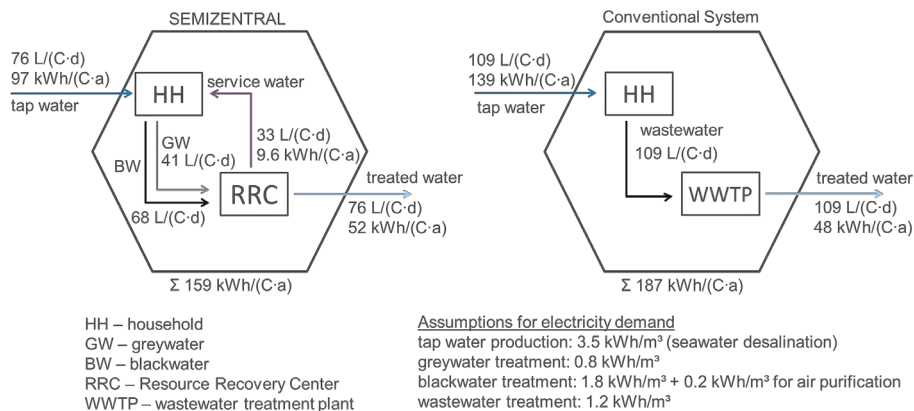 SEMIZENTRAL
76 L/(C·d)
97 kWh/(C·a)
tap water
HH
service water
BW
GW
41 L/(C·d)
33 L/(C·d)
9.6 kWh/(C·a)
RRC
68 L/(C·d)
treated water
76 L/(C·d)
52 kWh/(C·a)
Σ 159 kWh/(C·a)
Conventional System
109 L/(C·d)
139 kWh/(C·a)
tap water
HH
wastewater
109 L/(C·d)
WWTP
treated water
109 L/(C·d)
48 kWh/(C·a)
Σ 187 kWh/(C·a)
HH – household
GW – greywater
BW – blackwater
RRC – Resource Recovery Center
WWTP – wastewater treatment plant
Assumptions for electricity demand
tap water production: 3.5 kWh/m³ (seawater desalination)
greywater treatment: 0.8 kWh/m³
blackwater treatment: 1.8 kWh/m³ + 0.2 kWh/m³ for air purification
wastewater treatment: 1.2 kWh/m³